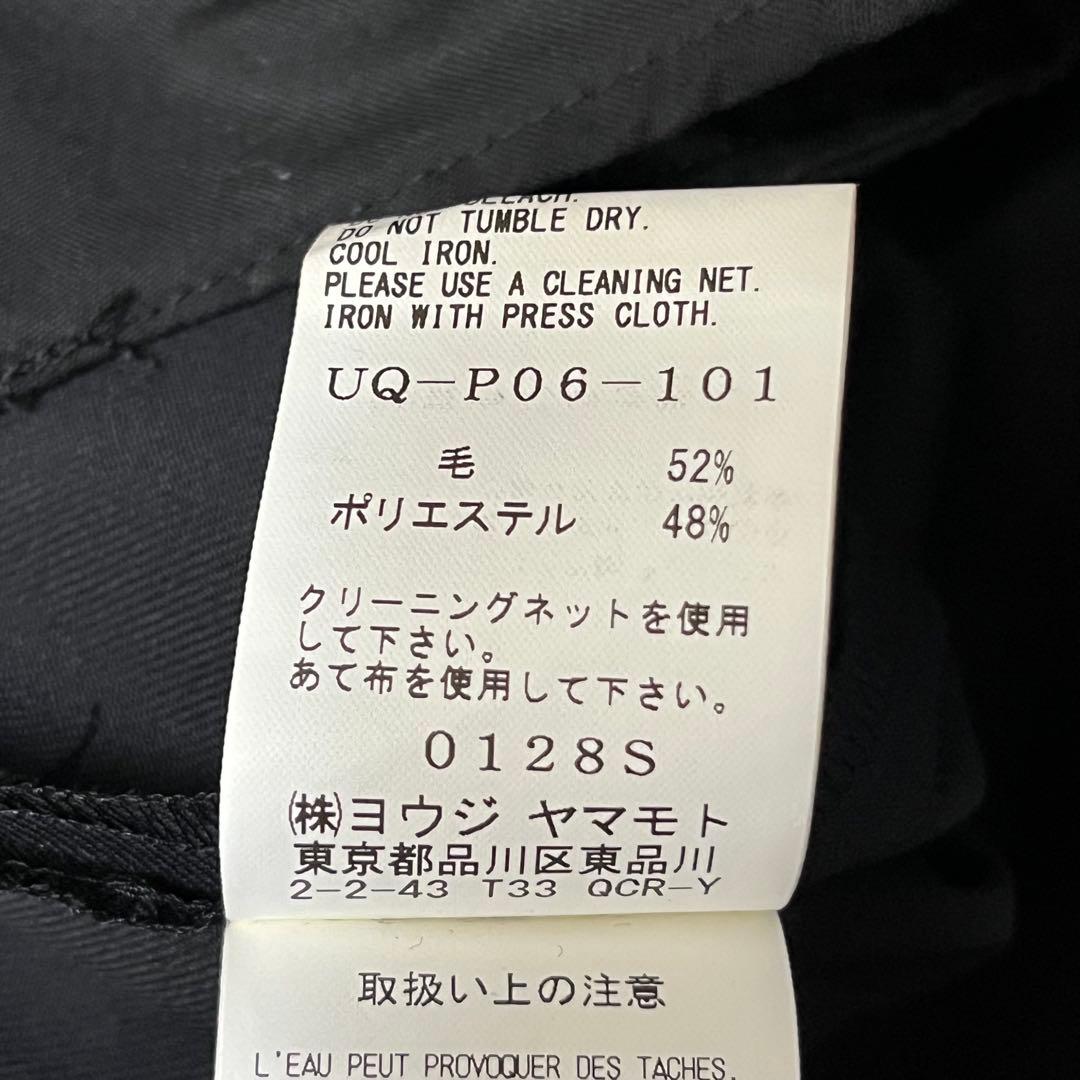 BLEACH.
DO NOT TUMBLE DRY.
COOL IRON.
PLEASE USE A CLEANING NET.
IRON WITH PRESS CLOTH.
UQ-P06-101
毛 52%
ポリエステル 48%
クリーニングネットを使用
して下さい。
あて布を使用して下さい。
0128S
㈱ヨウジ ヤマモト
東京都品川区東品川
2-2-43 T33 QCR-Y
取扱い上の注意
L'EAU PEUT PROVOQUER DES TACHES.